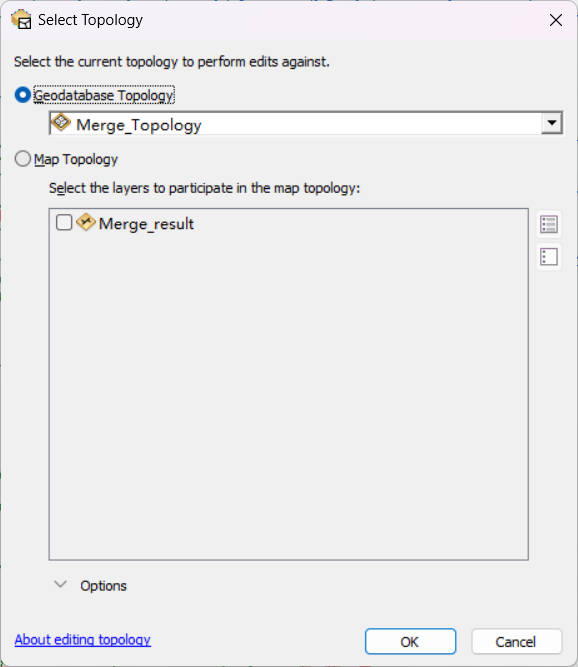 Select Topology
Select the current topology to perform edits against.
Geodatabase Topology
Merge_Topology
Map Topology
Select the layers to participate in the map topology:
Merge_result
Options
About editing topology
OK
Cancel